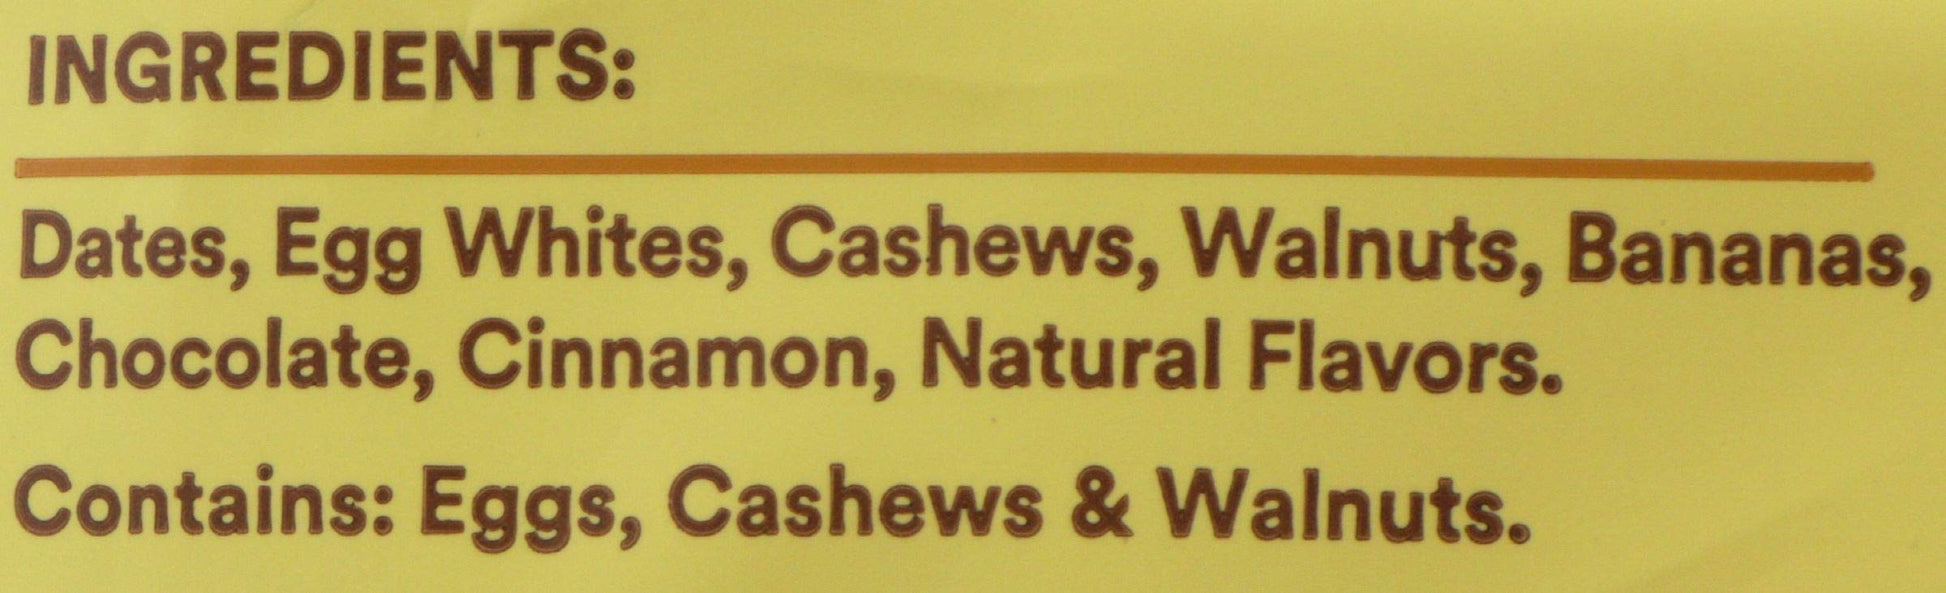 INGREDIENTS:
Dates, Egg Whites, Cashews, Walnuts, Bananas,
Chocolate, Cinnamon, Natural Flavors.
Contains: Eggs, Cashews & Walnuts.